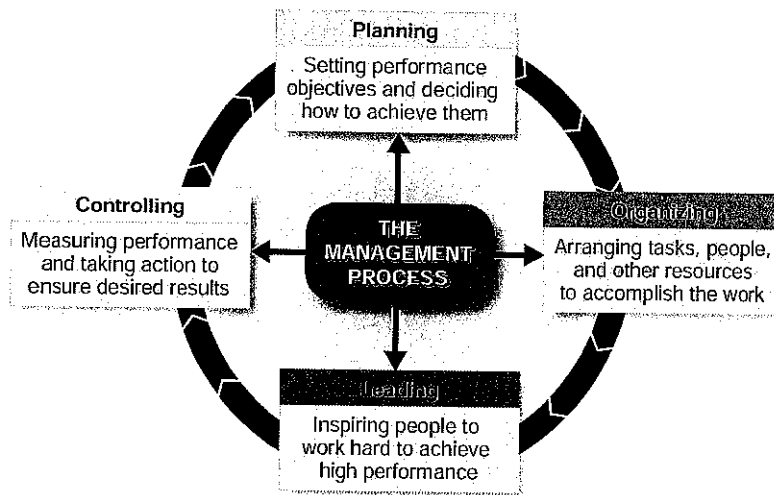 Planning
Setting performance
objectives and deciding
how to achieve them
Controlling
Measuring performance
and taking action to
ensure desired results
THE
MANAGEMENT
PROCESS
Organizing
Arranging tasks, people,
and other resources
to accomplish the work
Leading
Inspiring people to
work hard to achieve
high performance